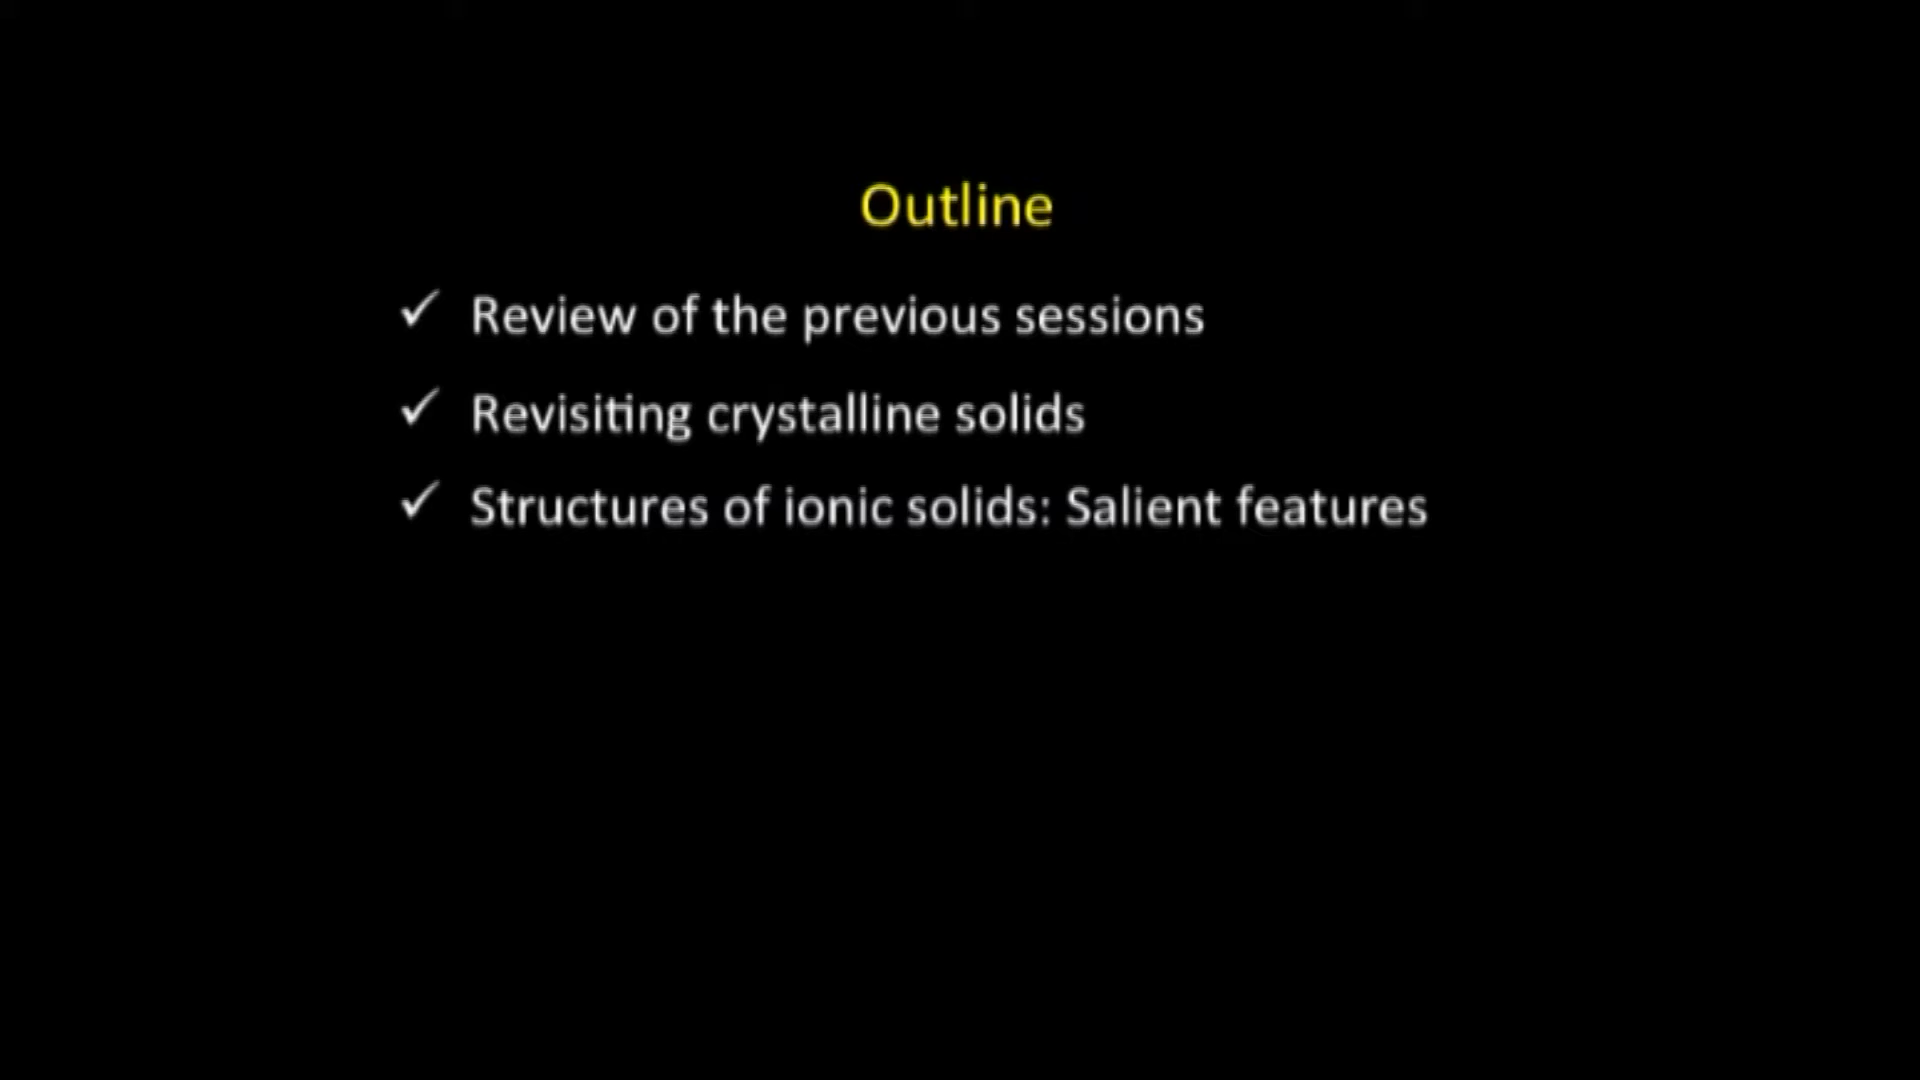 Outline
✓ Review of the previous sessions
✓ Revisiting crystalline solids
✓ Structures of ionic solids: Salient features